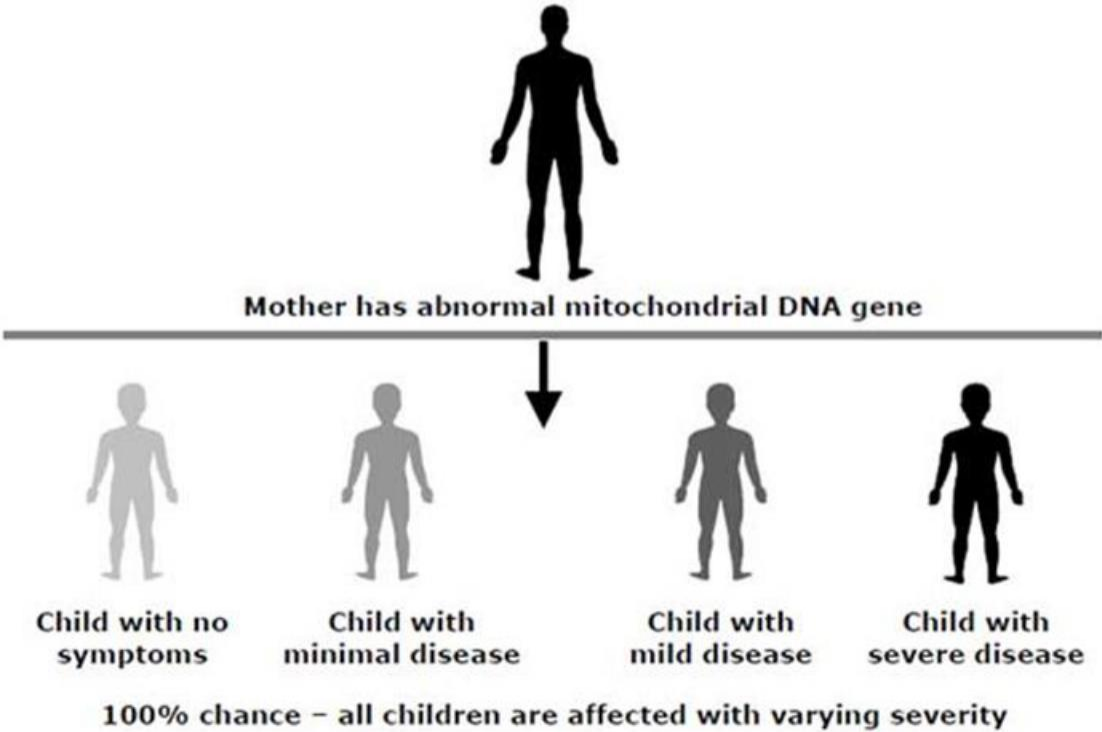 Mother has abnormal mitochondrial DNA gene
Child with no
symptoms
Child with
minimal disease
Child with
mild disease
Child with
severe disease
100% chance – all children are affected with varying severity